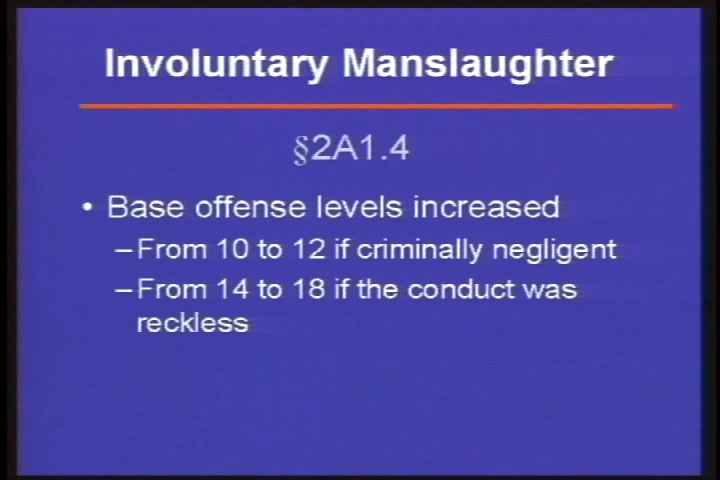 Involuntary Manslaughter
§2A1.4
• Base offense levels increased
– From 10 to 12 if criminally negligent
– From 14 to 18 if the conduct was
reckless